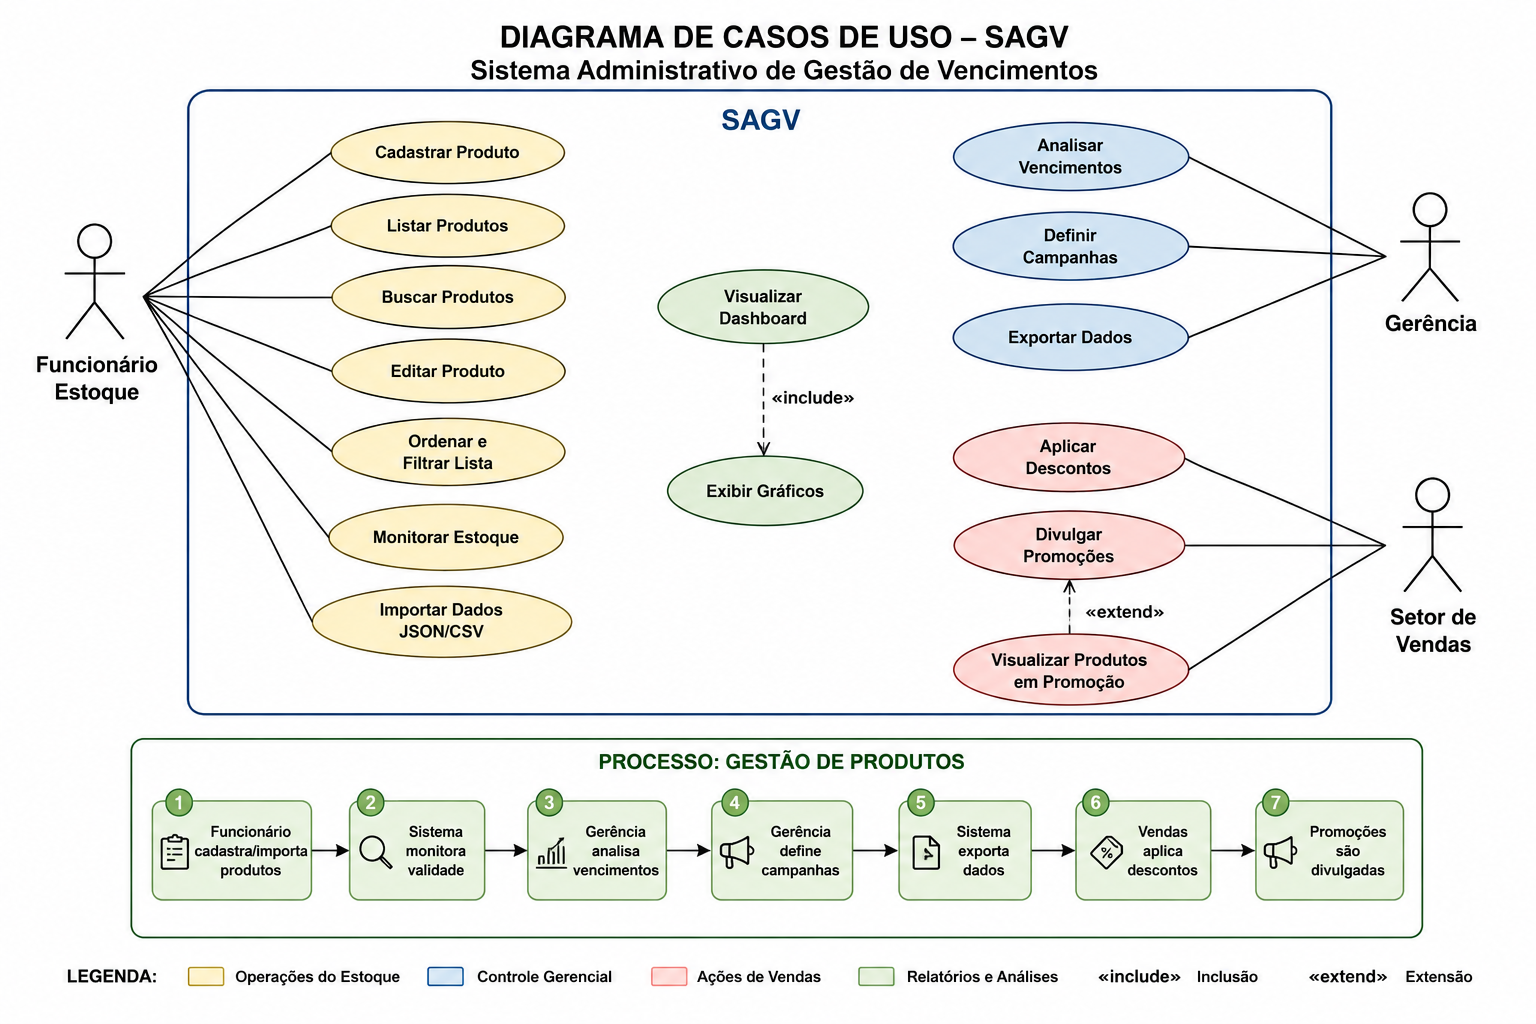 DIAGRAMA DE CASOS DE USO – SAGV
Sistema Administrativo de Gestão de Vencimentos
SAGV
Cadastrar Produto
Listar Produtos
Buscar Produtos
Editar Produto
Ordenar e
Filtrar Lista
Monitorar Estoque
Importar Dados
JSON/CSV
Funcionário
Estoque
Visualizar
Dashboard
«include»
Exibir Gráficos
Analisar
Vencimentos
Definir
Campanhas
Exportar Dados
Aplicar
Descontos
Divulgar
Promoções
«extend»
Visualizar Produtos
em Promoção
Gerência
Setor de
Vendas
PROCESSO: GESTÃO DE PRODUTOS
1
Funcionário
cadastra/importa
produtos
2
Sistema
monitora
validade
3
Gerência
analisa
vencimentos
4
Gerência
define
campanhas
5
Sistema
exporta
dados
6
Vendas
aplica
descontos
%
7
Promoções
são
divulgadas
LEGENDA:
Operações do Estoque
Controle Gerencial
Ações de Vendas
Relatórios e Análises
«include» Inclusão
«extend» Extensão